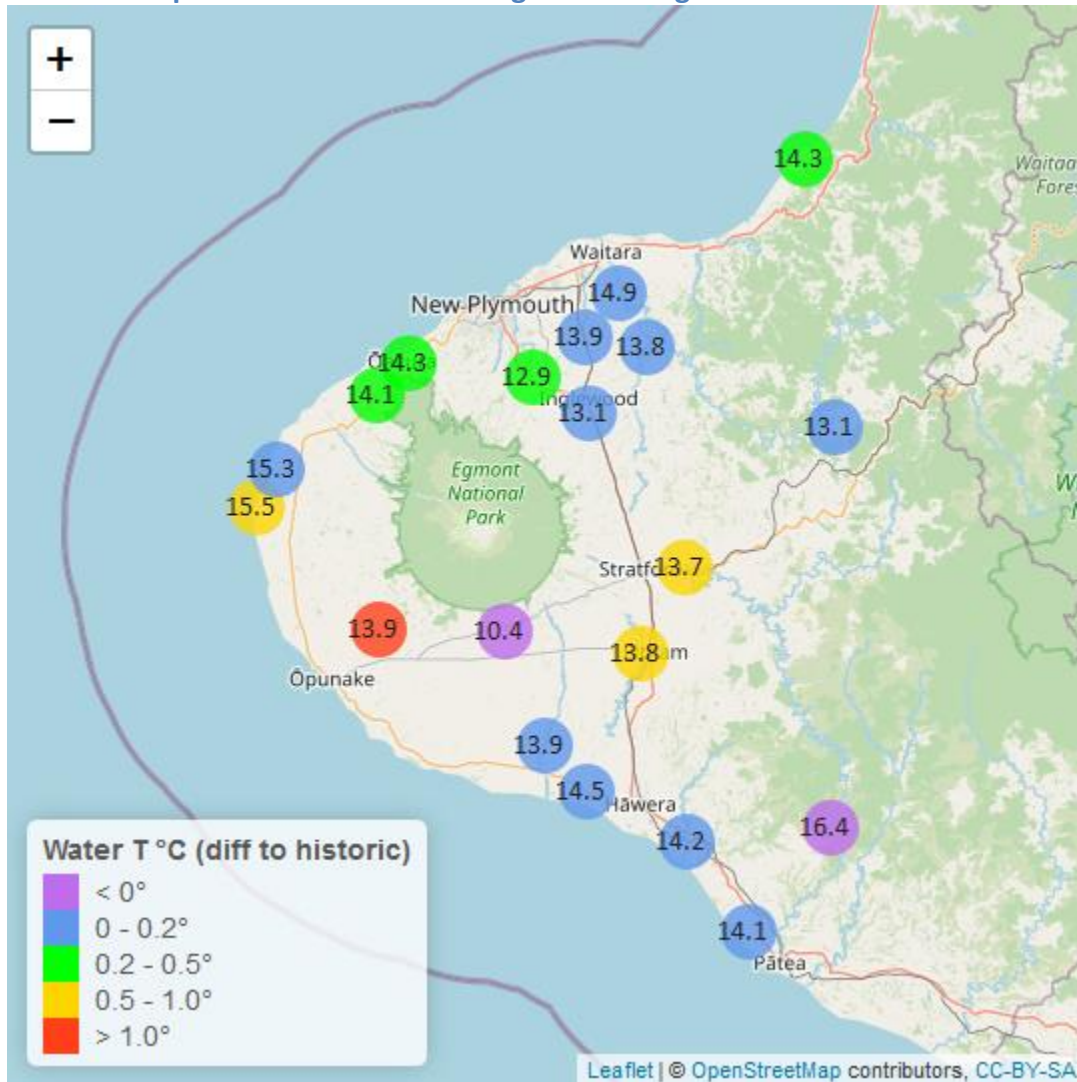 +
−
14.3
Waitara
14.9
New Plymouth
13.9
13.8
14.3
14.1
12.9
13.1
13.1
15.3
Egmont
National
Park
15.5
Stratfo
13.7
13.9
10.4
13.8
am
Ōpunake
13.9
14.5
Hāwera
14.2
16.4
14.1
Pātea
Water T °C (diff to historic)
< 0°
0 - 0.2°
0.2 - 0.5°
0.5 - 1.0°
> 1.0°
Leaflet | © OpenStreetMap contributors, CC-BY-SA